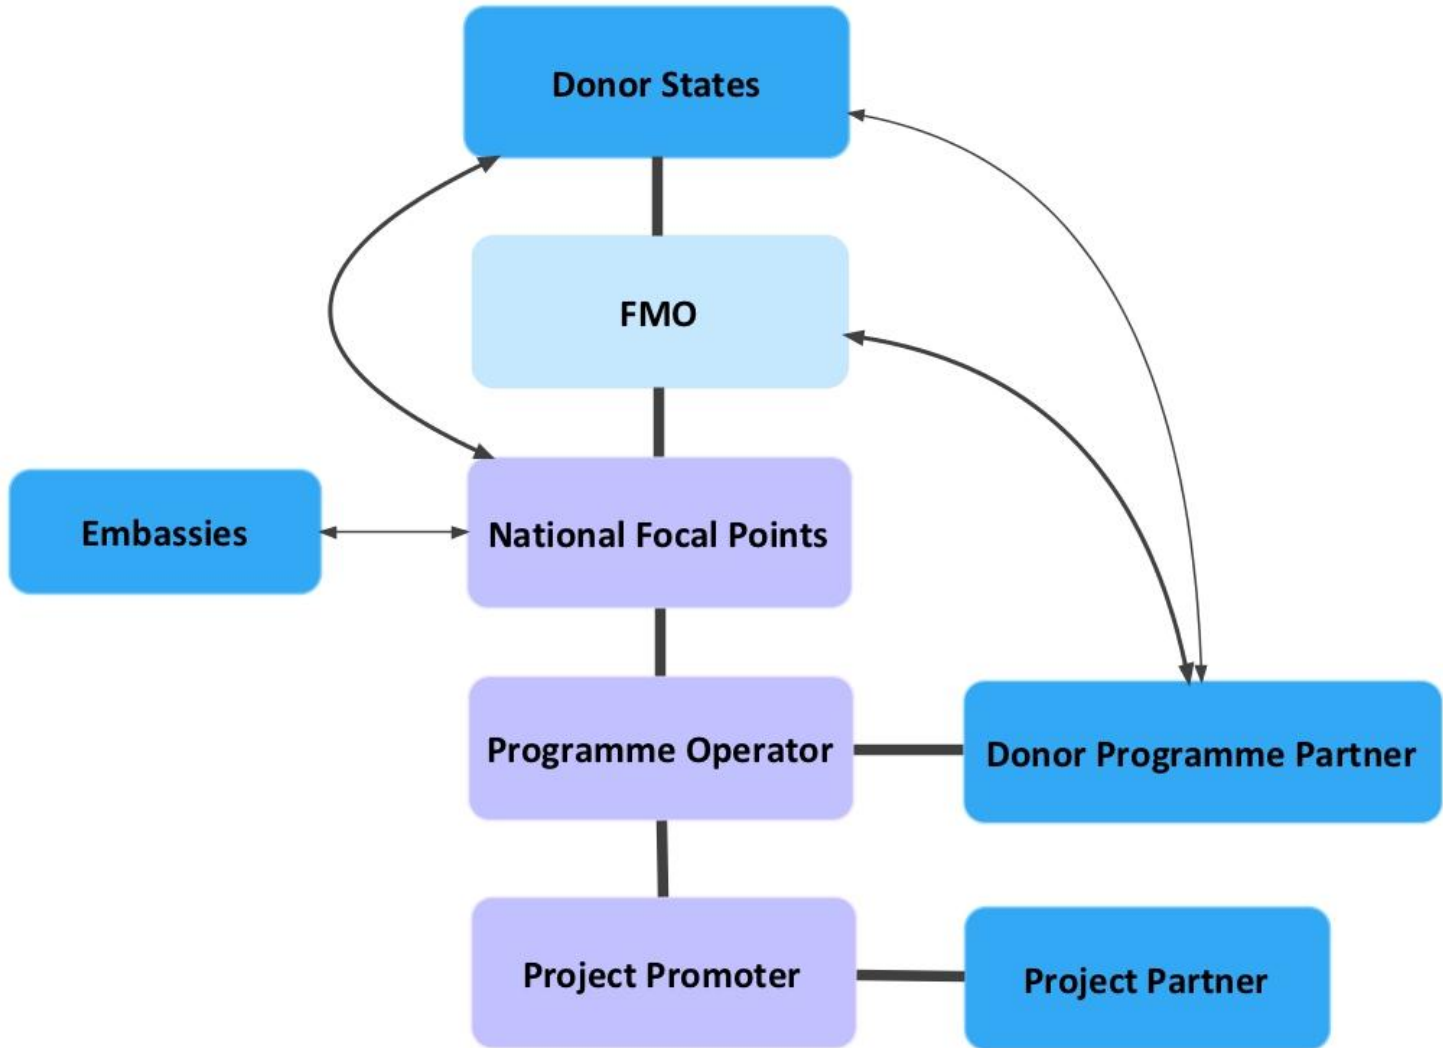 Donor States
FMO
Embassies
National Focal Points
Programme Operator
Donor Programme Partner
Project Promoter
Project Partner